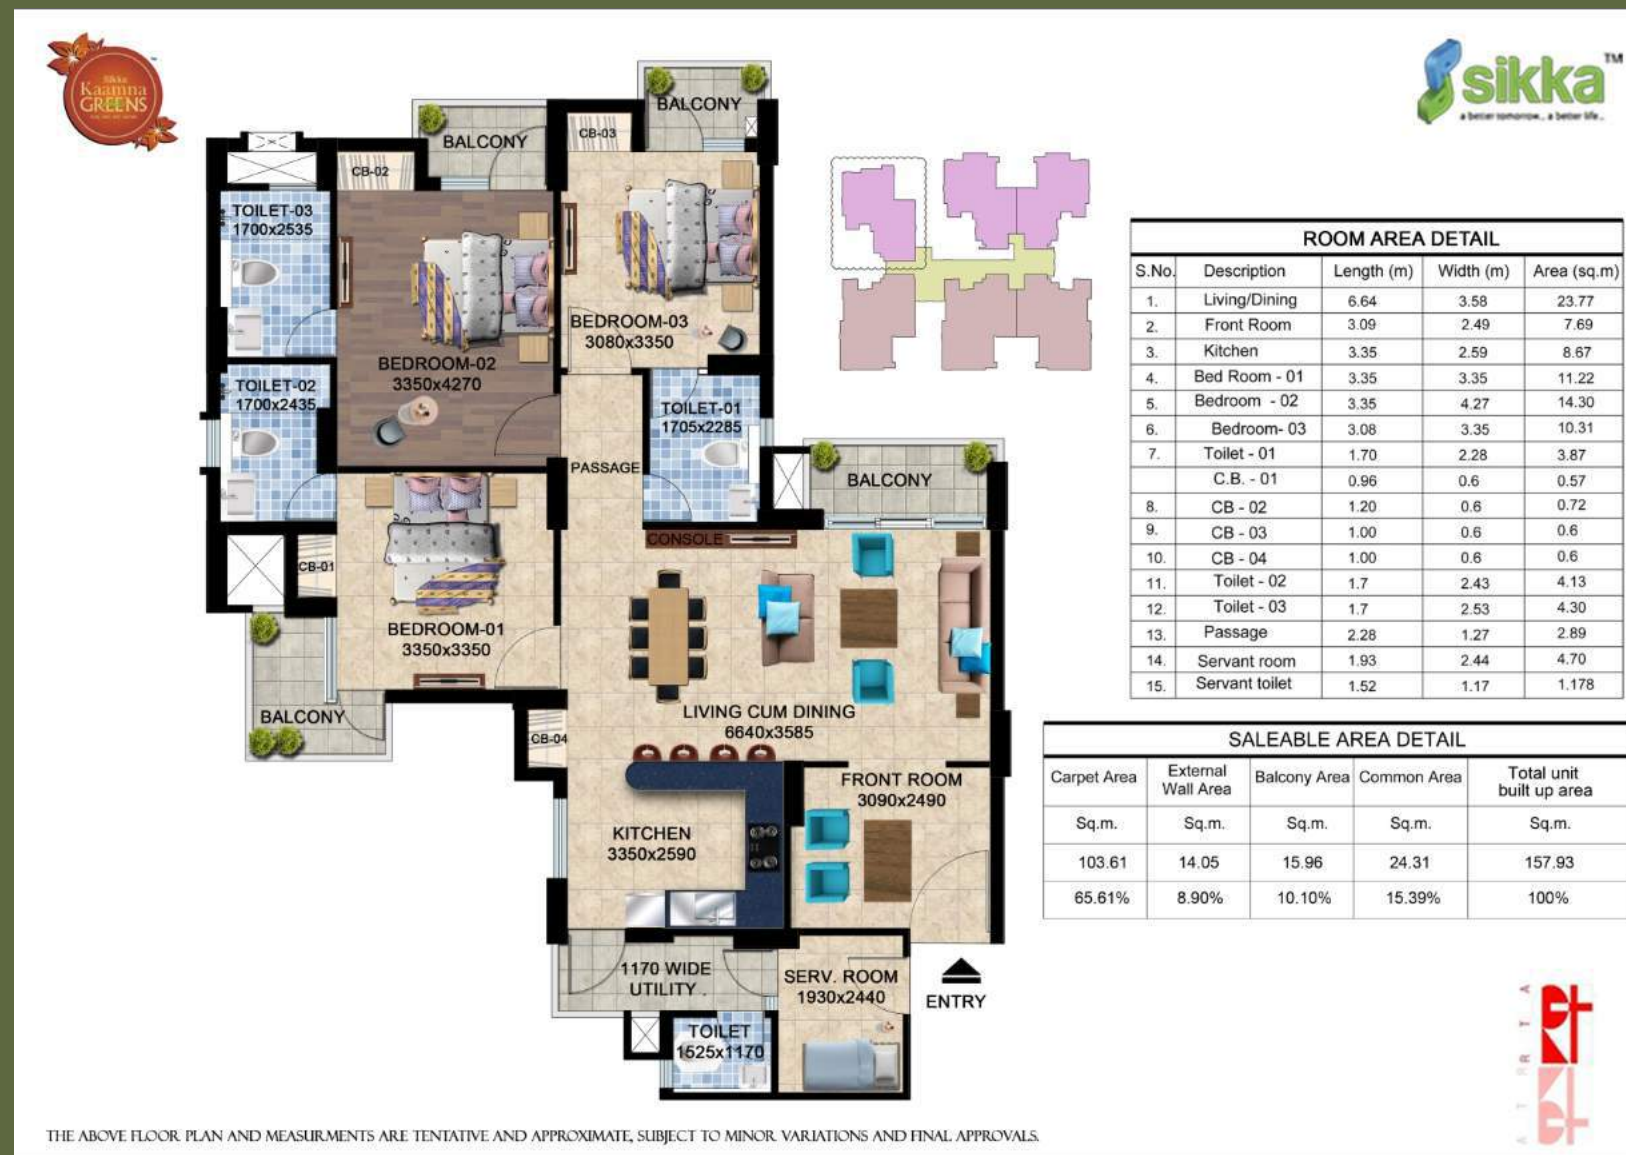 Sikka
Kaamna
GREENS
sikka TM
a better tomorrow.. a better life..
BALCONY
BALCONY
CB-03
CB-02
TOILET-03
1700x2535
BEDROOM-03
3080x3350
BEDROOM-02
3350x4270
TOILET-02
1700x2435
TOILET-01
1705x2285
PASSAGE
BALCONY
CONSOLE
CB-01
BEDROOM-01
3350x3350
BALCONY
LIVING CUM DINING
6640x3585
CB-04
FRONT ROOM
3090x2490
KITCHEN
3350x2590
1170 WIDE
UTILITY
SERV. ROOM
1930x2440
ENTRY
TOILET
1525x1170
ROOM AREA DETAIL
S.No. Description Length (m) Width (m) Area (sq.m)
1. Living/Dining 6.64 3.58 23.77
2. Front Room 3.09 2.49 7.69
3. Kitchen 3.35 2.59 8.67
4. Bed Room - 01 3.35 3.35 11.22
5. Bedroom - 02 3.35 4.27 14.30
6. Bedroom- 03 3.08 3.35 10.31
7. Toilet - 01 1.70 2.28 3.87
C.B. - 01 0.96 0.6 0.57
8. CB - 02 1.20 0.6 0.72
9. CB - 03 1.00 0.6 0.6
10. CB - 04 1.00 0.6 0.6
11. Toilet - 02 1.7 2.43 4.13
12. Toilet - 03 1.7 2.53 4.30
13. Passage 2.28 1.27 2.89
14. Servant room 1.93 2.44 4.70
15. Servant toilet 1.52 1.17 1.178
SALEABLE AREA DETAIL
Carpet Area External Wall Area Balcony Area Common Area Total unit built up area
Sq.m. Sq.m. Sq.m. Sq.m. Sq.m.
103.61 14.05 15.96 24.31 157.93
65.61% 8.90% 10.10% 15.39% 100%
THE ABOVE FLOOR PLAN AND MEASURMENTS ARE TENTATIVE AND APPROXIMATE, SUBJECT TO MINOR VARIATIONS AND FINAL APPROVALS.